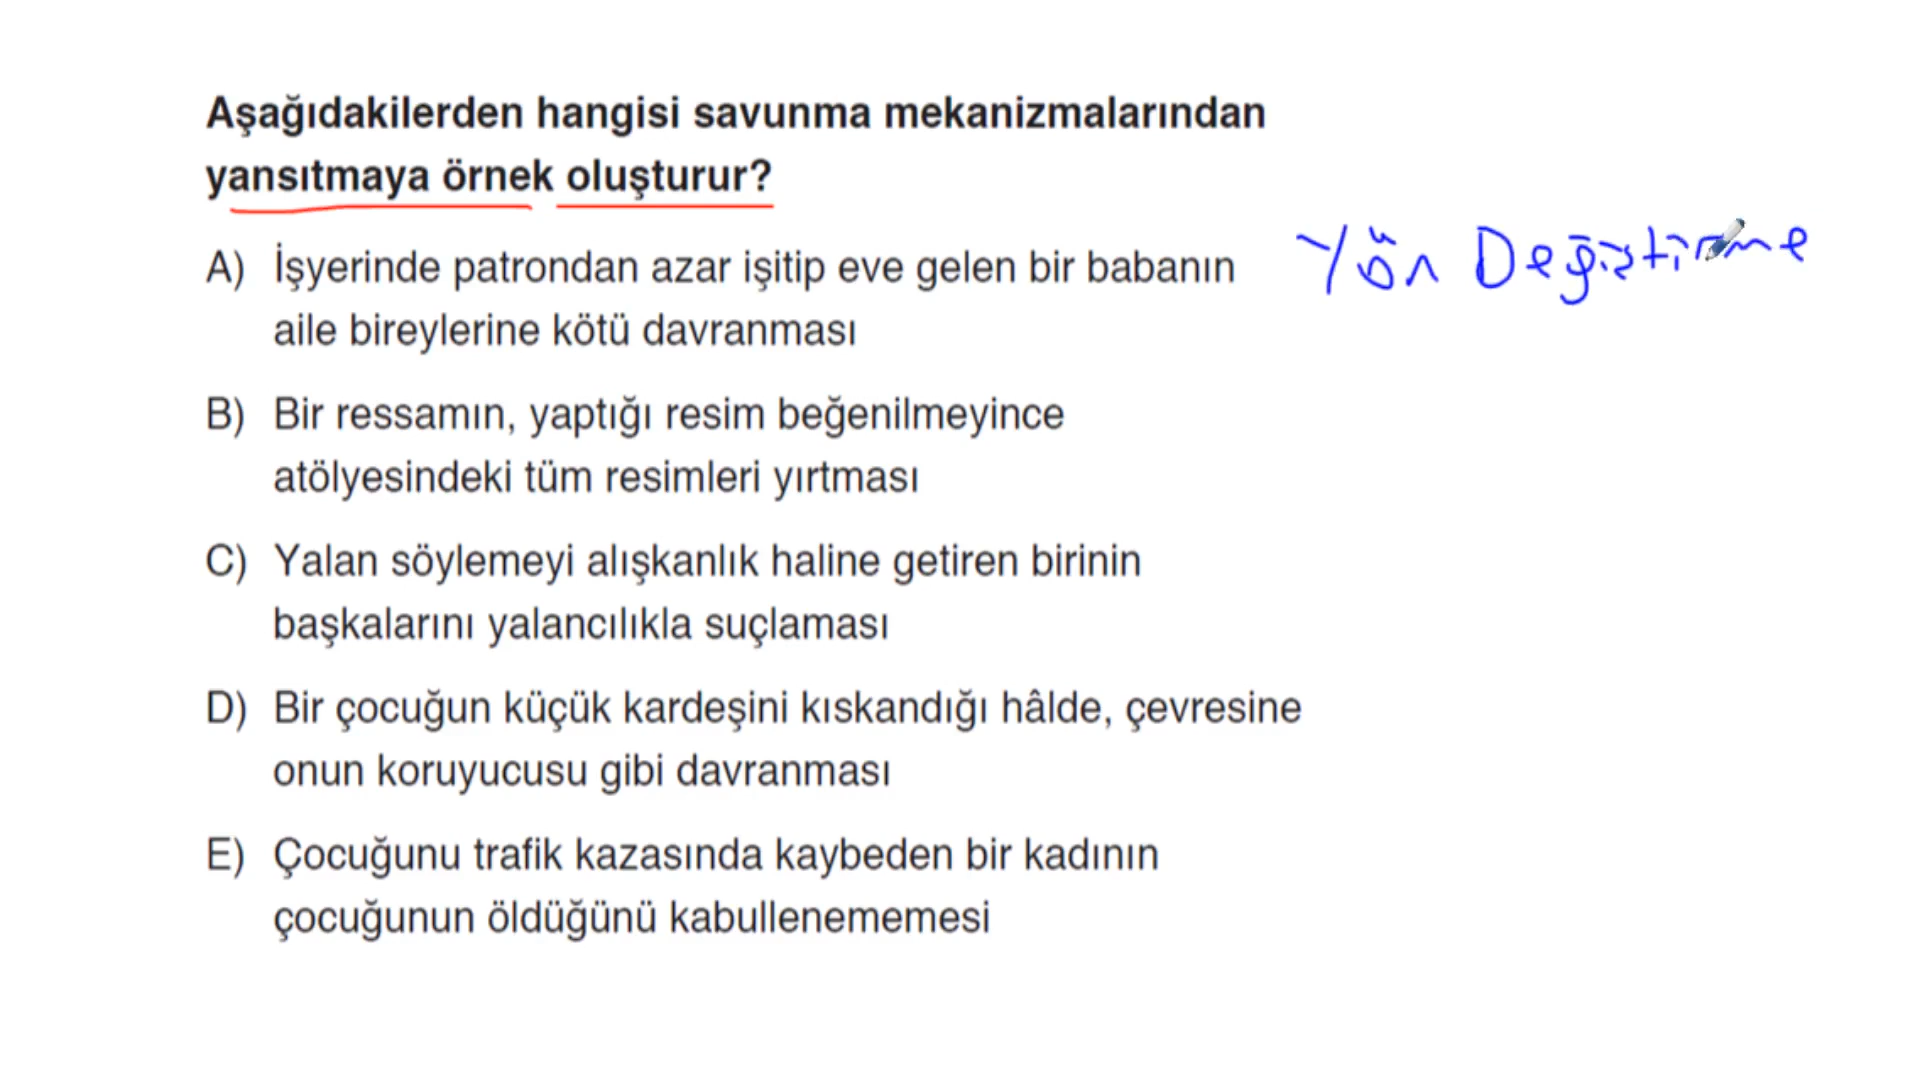 Aşağıdakilerden hangisi savunma mekanizmalarından
yansıtmaya örnek oluşturur?
A) İşyerinde patrondan azar işitip eve gelen bir babanın
aile bireylerine kötü davranması
Yön Değiştirme
B) Bir ressamın, yaptığı resim beğenilmeyince
atölyesindeki tüm resimleri yırtması
C) Yalan söylemeyi alışkanlık haline getiren birinin
başkalarını yalancılıkla suçlaması
D) Bir çocuğun küçük kardeşini kıskandığı hâlde, çevresine
onun koruyucusu gibi davranması
E) Çocuğunu trafik kazasında kaybeden bir kadının
çocuğunun öldüğünü kabullenememesi